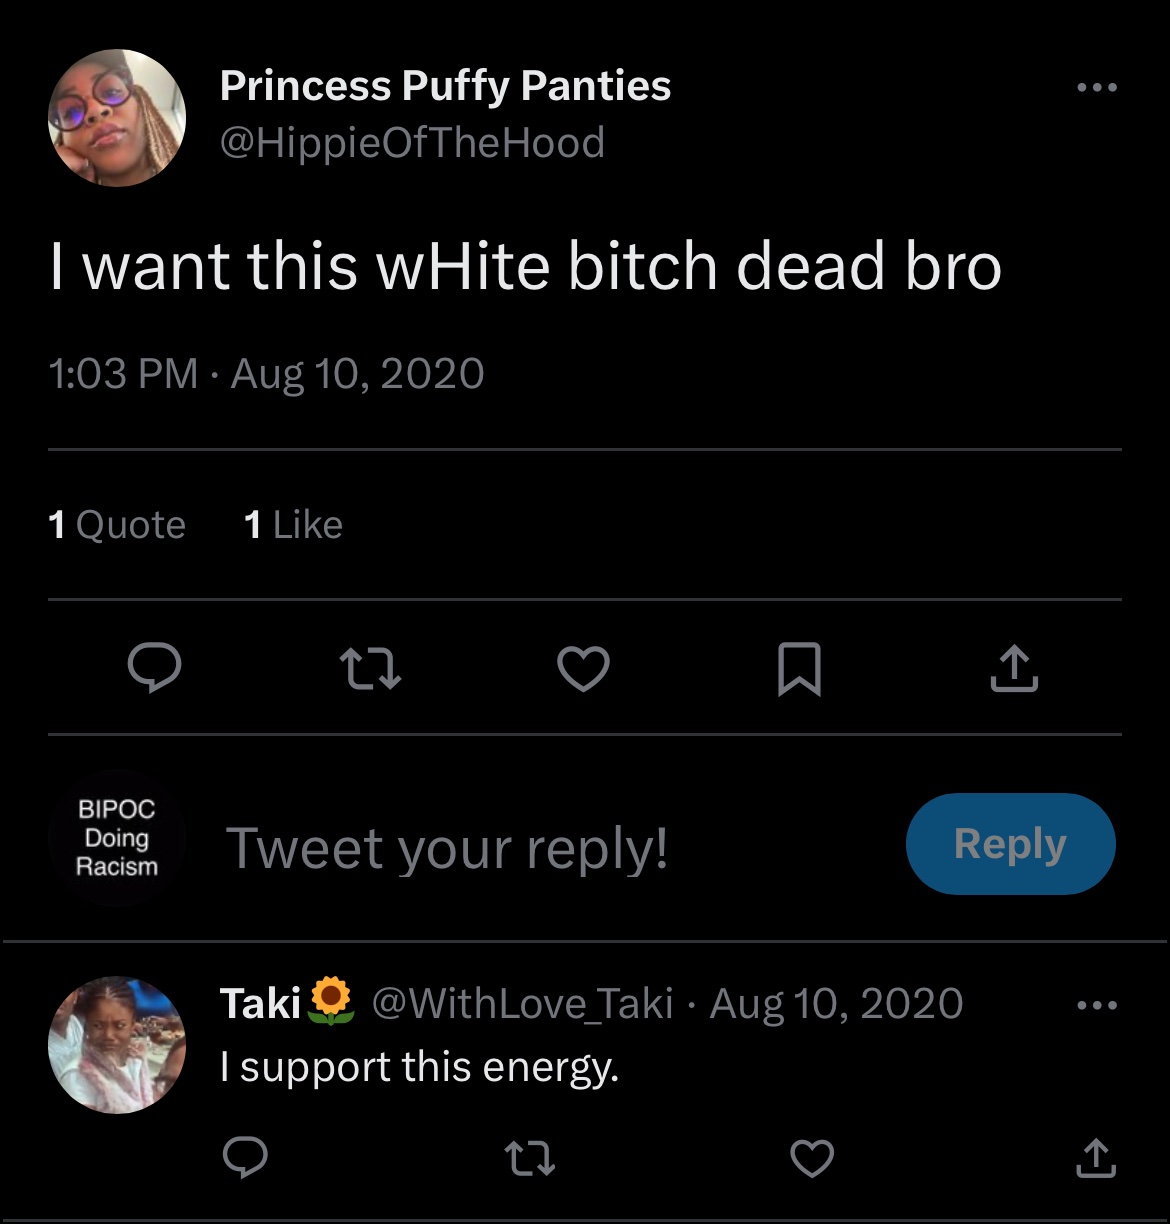 Princess Puffy Panties
@HippieOfTheHood
I want this wHite bitch dead bro
1:03 PM · Aug 10, 2020
1 Quote 1 Like
BIPOC
Doing
Racism
Tweet your reply!
Reply
Taki🌻 @WithLove_Taki · Aug 10, 2020
I support this energy.